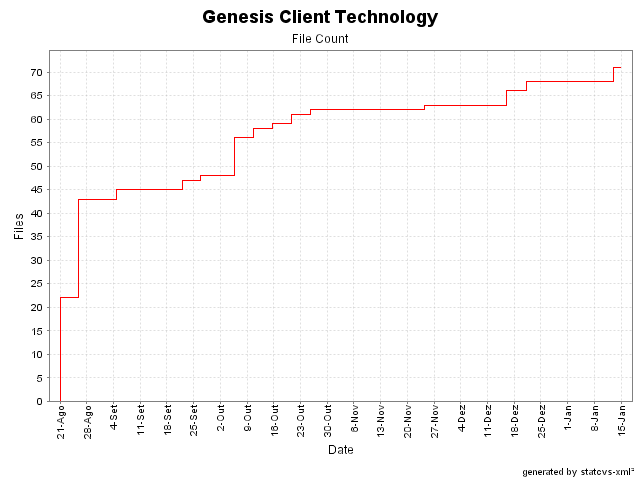 Genesis Client Technology
File Count
70
65
60
55
50
45
40
35
30
25
20
15
10
5
0
Files
21-Ago
28-Ago
4-Set
11-Set
18-Set
25-Set
2-Out
9-Out
16-Out
23-Out
30-Out
6-Nov
13-Nov
20-Nov
27-Nov
4-Dez
11-Dez
18-Dez
25-Dez
1-Jan
8-Jan
15-Jan
Date
generated by statcvs-xml²